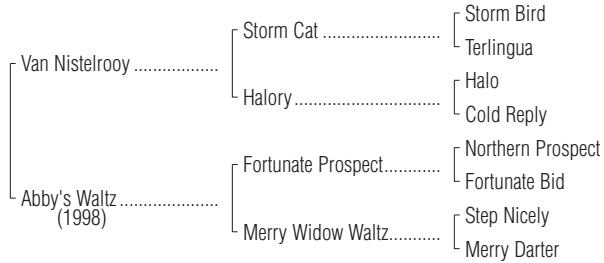 Storm Bird
Storm Cat ........................
Terlingua
Van Nistelrooy .................
Halo
Halory.............................
Cold Reply
Northern Prospect
Fortunate Prospect............
Fortunate Bid
Abby's Waltz....................
(1998)
Step Nicely
Merry Widow Waltz..........
Merry Darter